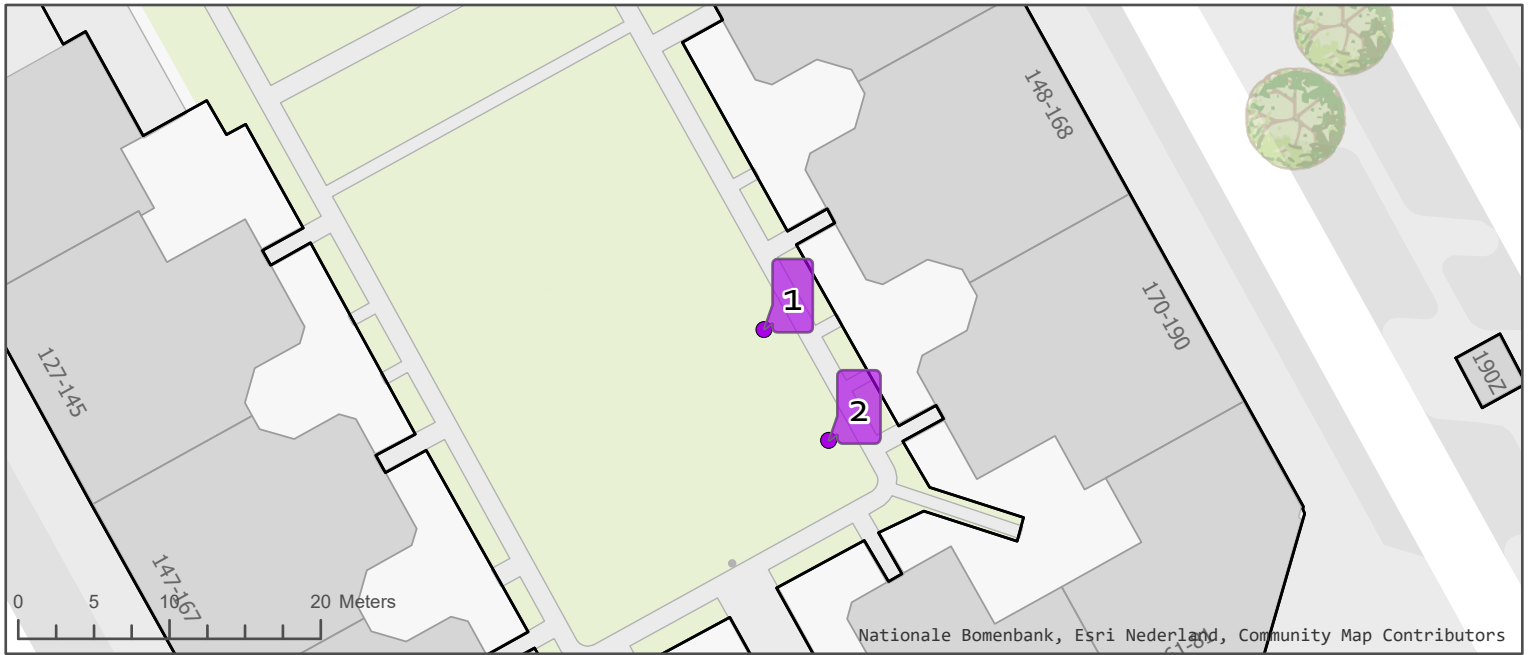 148-168
170-190
190Z
1
2
127-145
147-167
0 5 10 20 Meters
Nationale Bomenbank, Esri Nederland, Community Map Contributors